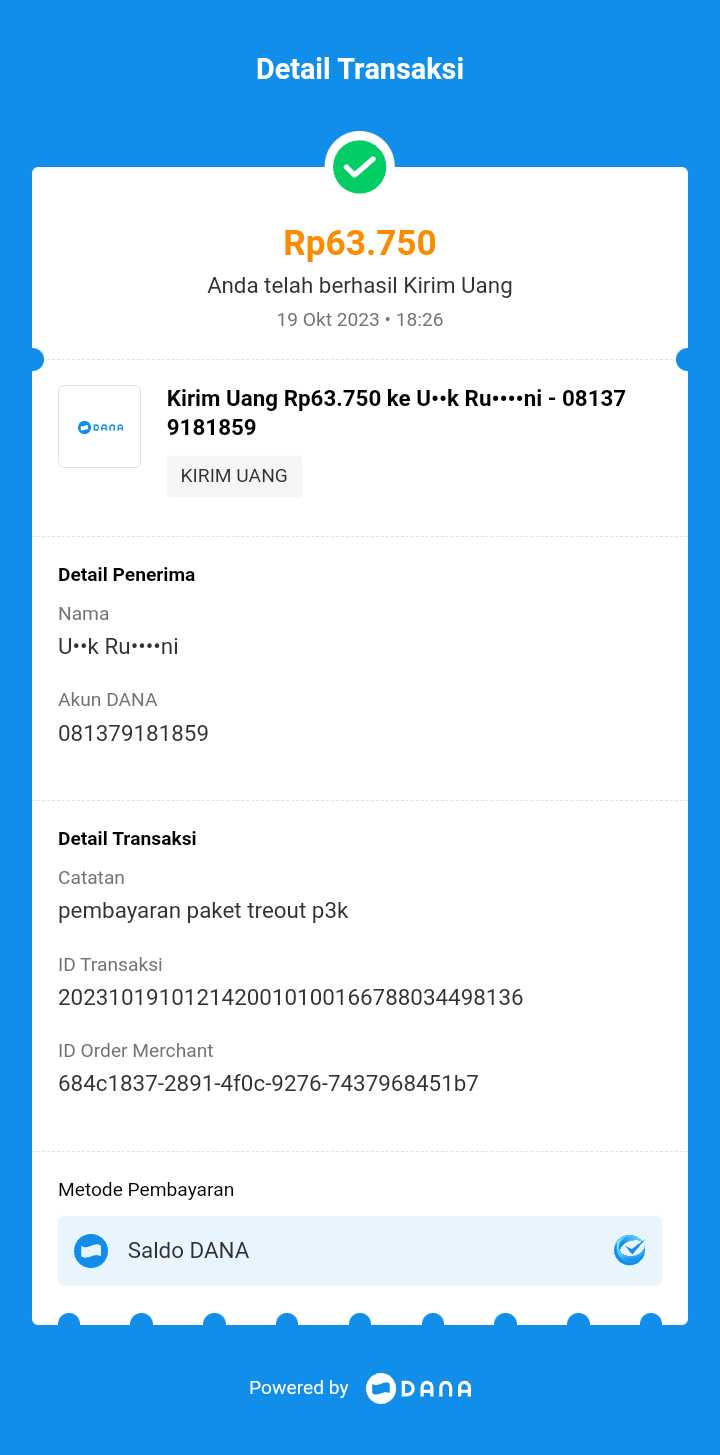 Detail Transaksi
Rp63.750
Anda telah berhasil Kirim Uang
19 Okt 2023 • 18:26
DANA
Kirim Uang Rp63.750 ke U••k Ru••••ni - 08137
9181859
KIRIM UANG
Detail Penerima
Nama
U••k Ru••••ni
Akun DANA
081379181859
Detail Transaksi
Catatan
pembayaran paket treout p3k
ID Transaksi
2023101910121420010100166788034498136
ID Order Merchant
684c1837-2891-4f0c-9276-7437968451b7
Metode Pembayaran
Saldo DANA
Powered by DANA